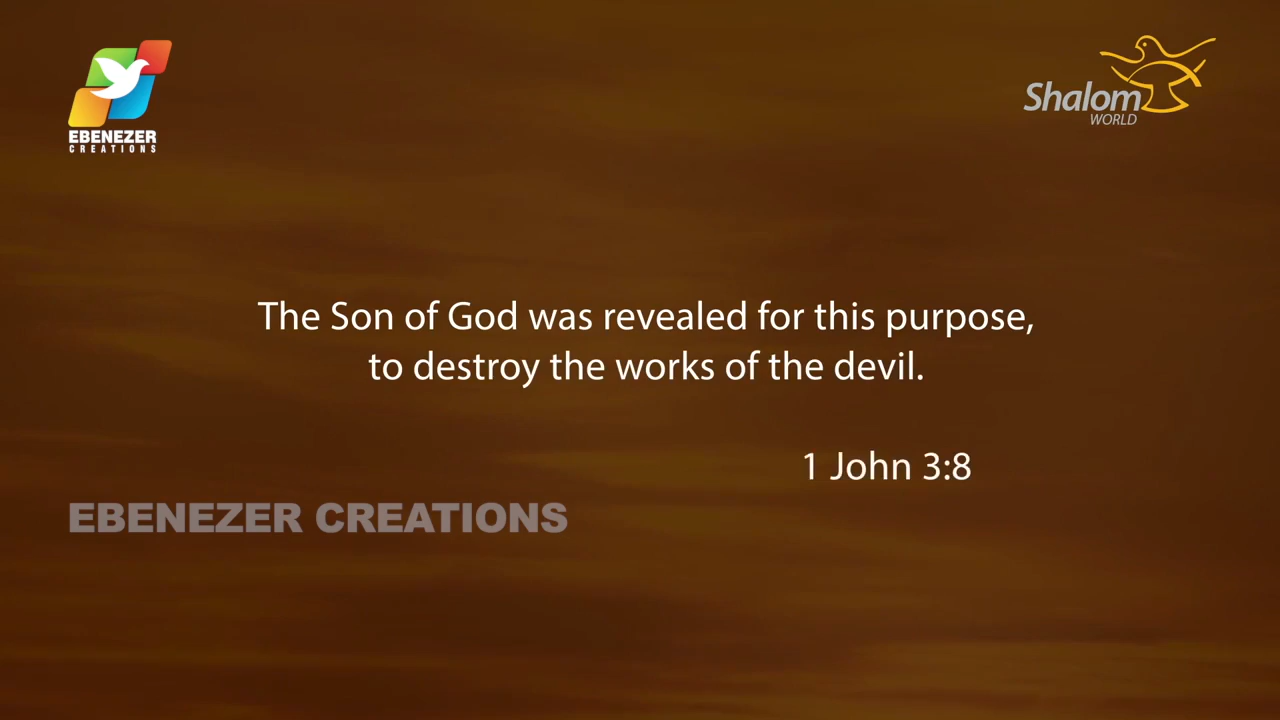 EBENEZER
CREATIONS
Shalom
WORLD
The Son of God was revealed for this purpose,
to destroy the works of the devil.
1 John 3:8
EBENEZER CREATIONS